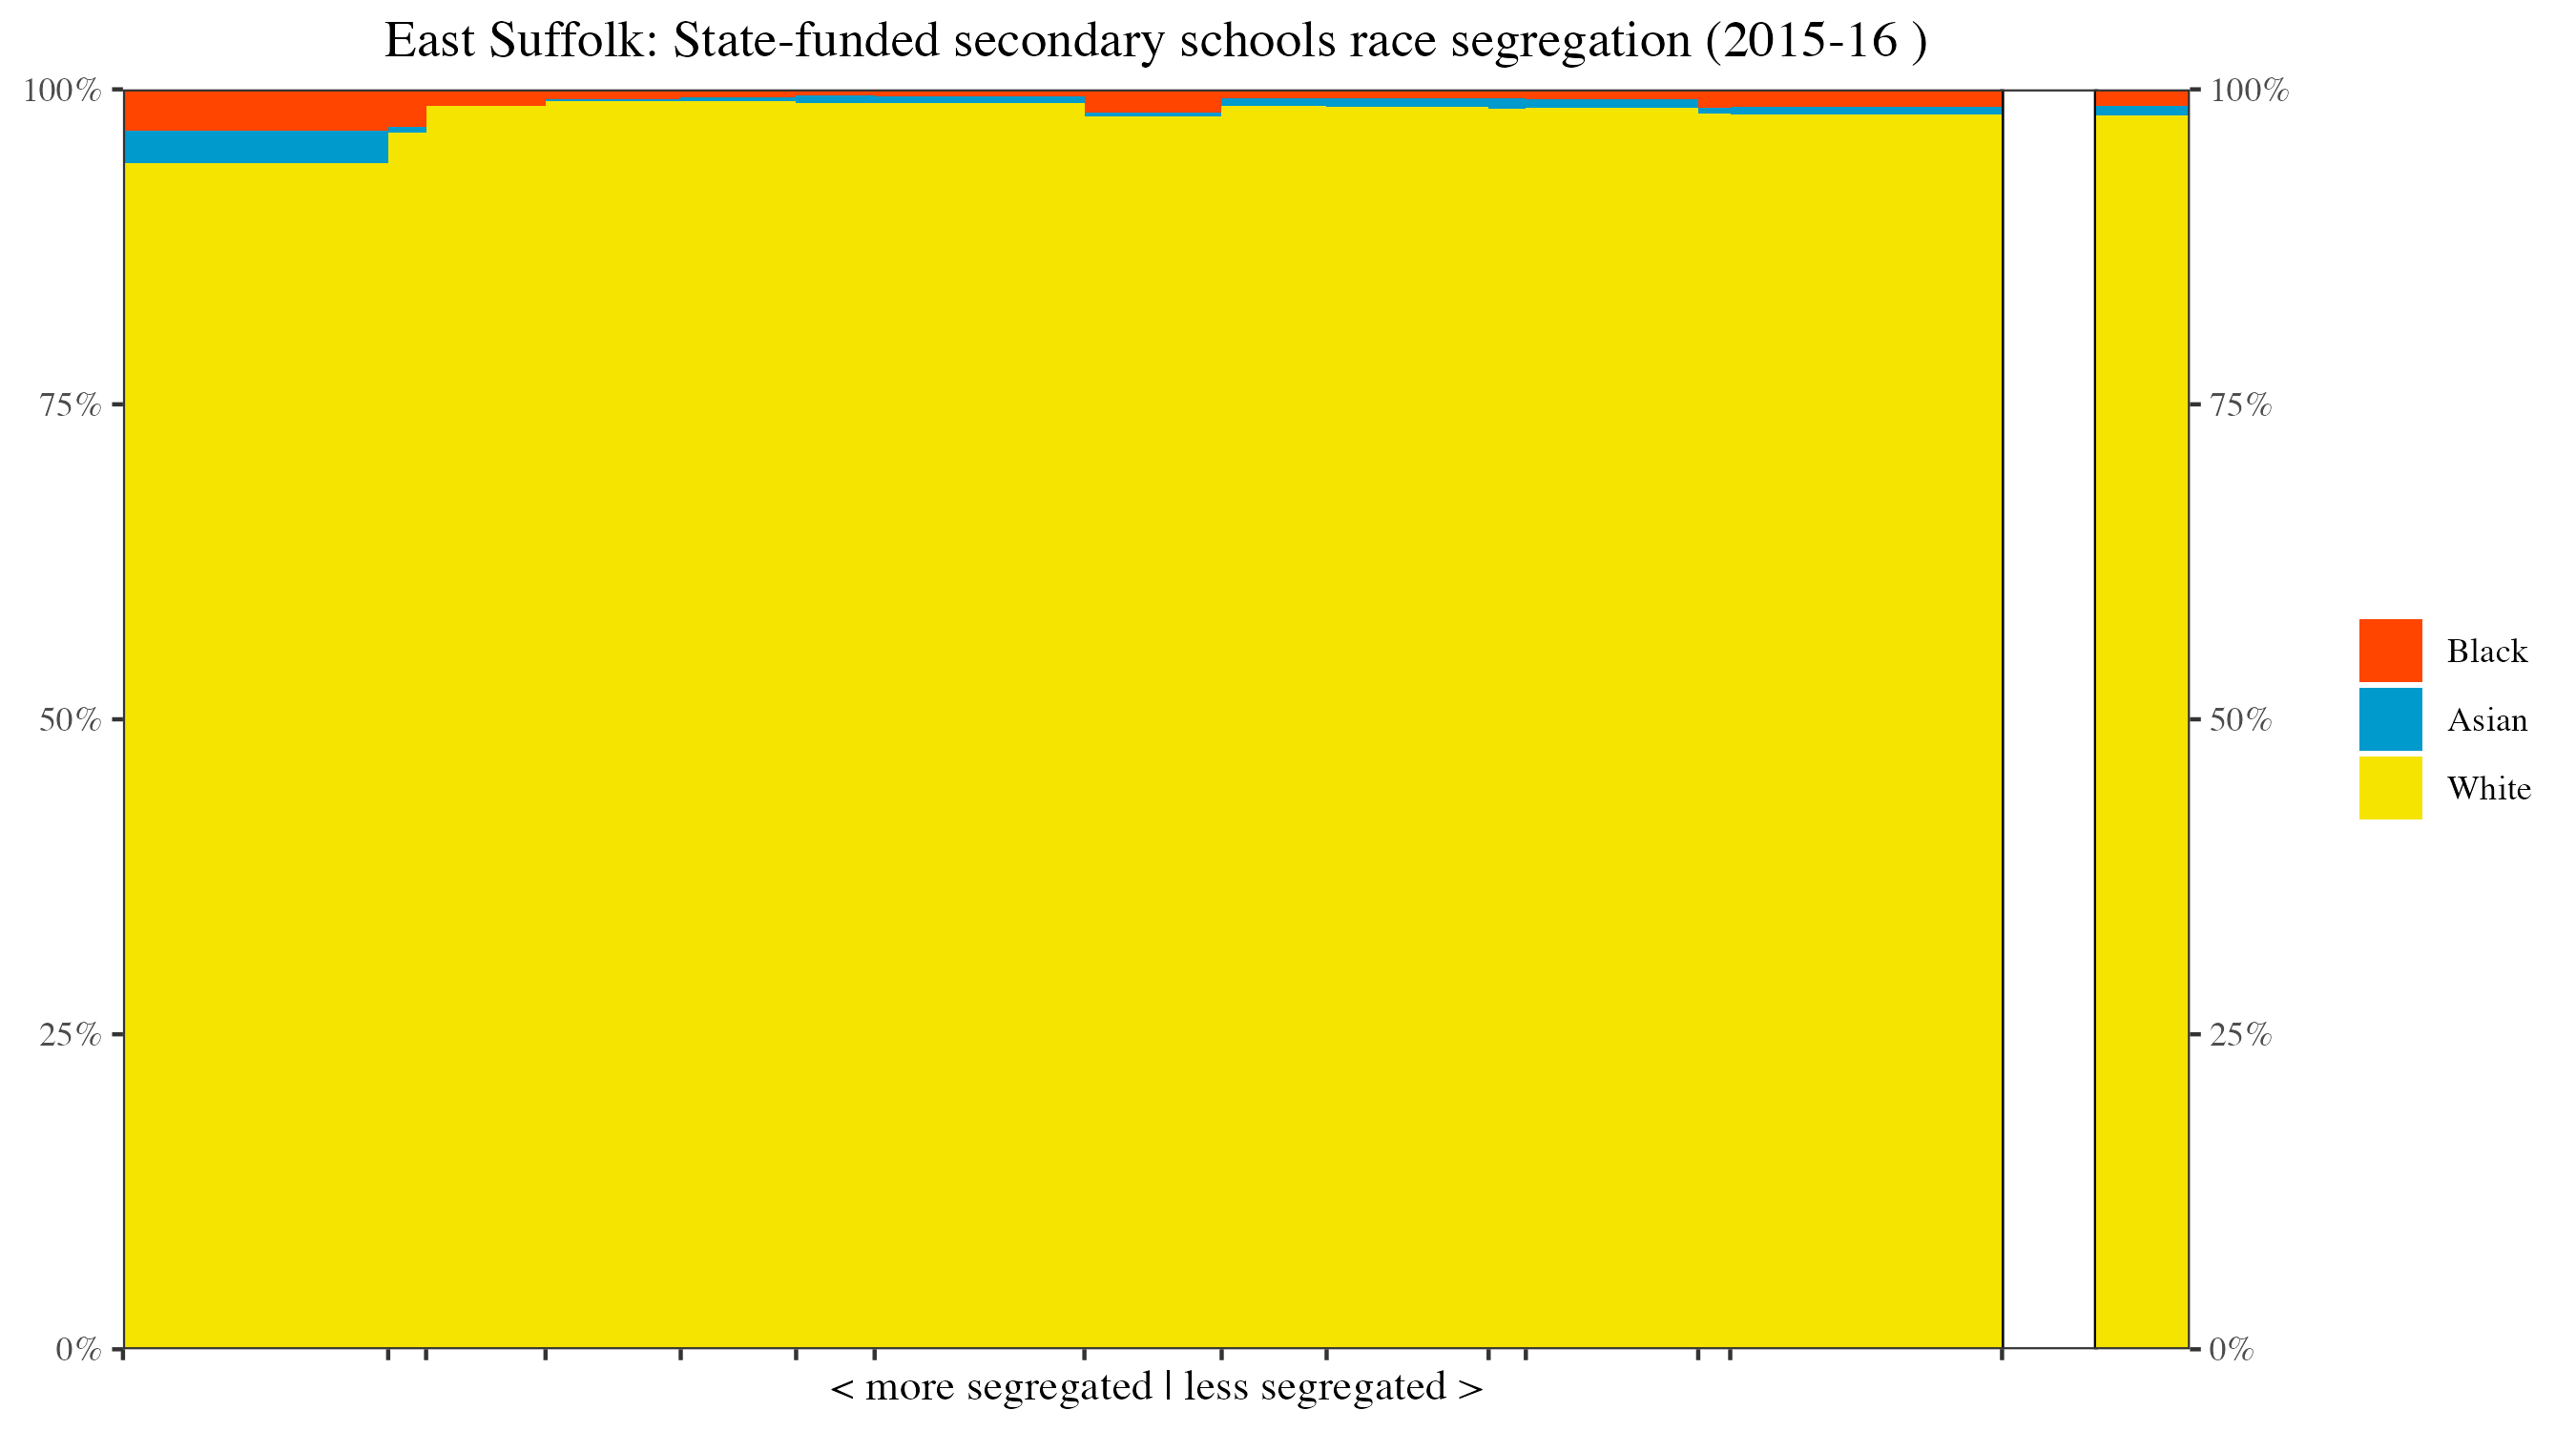 East Suffolk: State-funded secondary schools race segregation (2015-16 )
100%
75%
50%
25%
0%
100%
75%
50%
25%
0%
Black
Asian
White
< more segregated | less segregated >